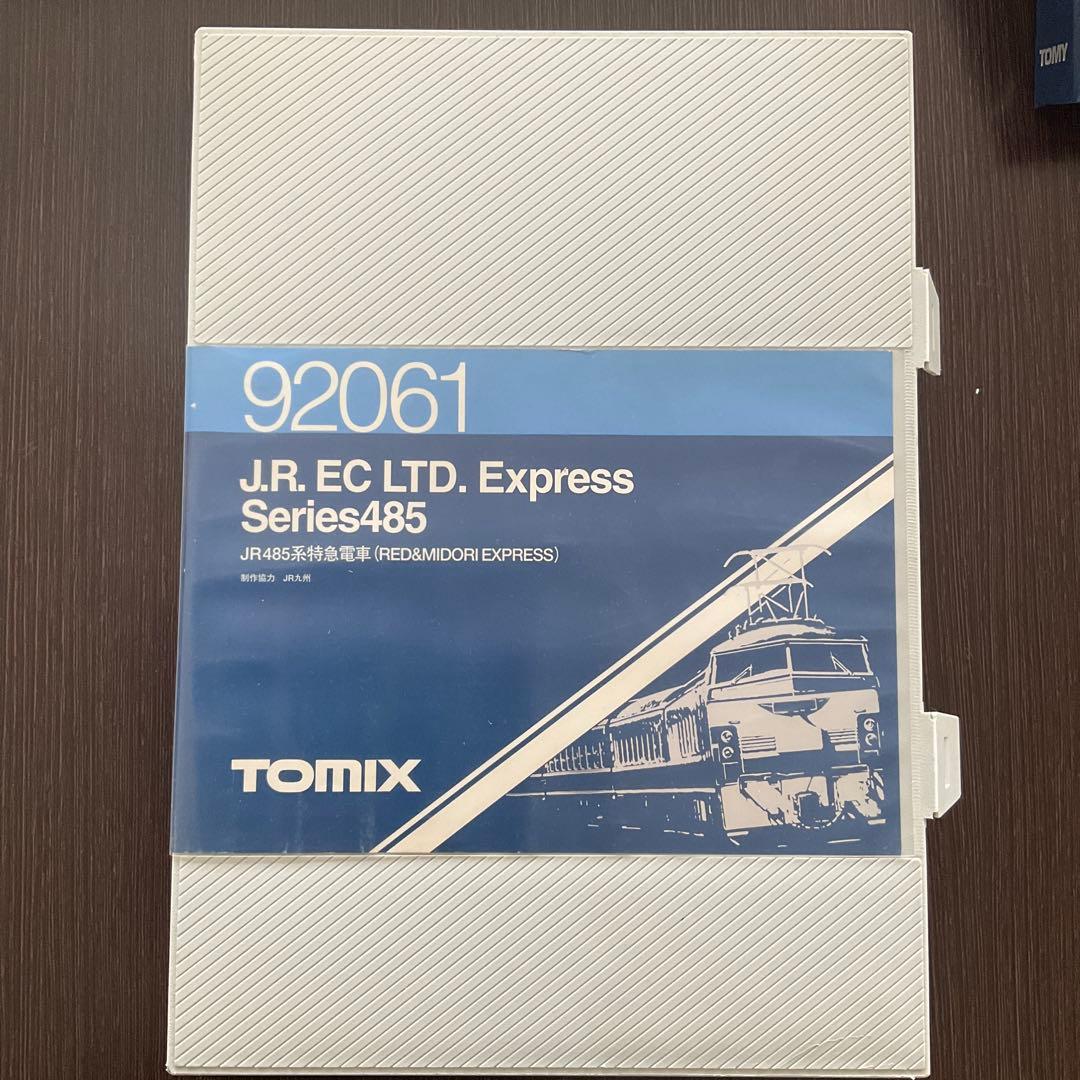 TOMY
92061
J.R. EC LTD. Express
Series485
JR485系特急電車(RED&MIDORI EXPRESS)
制作協力 JR九州
TOMIX